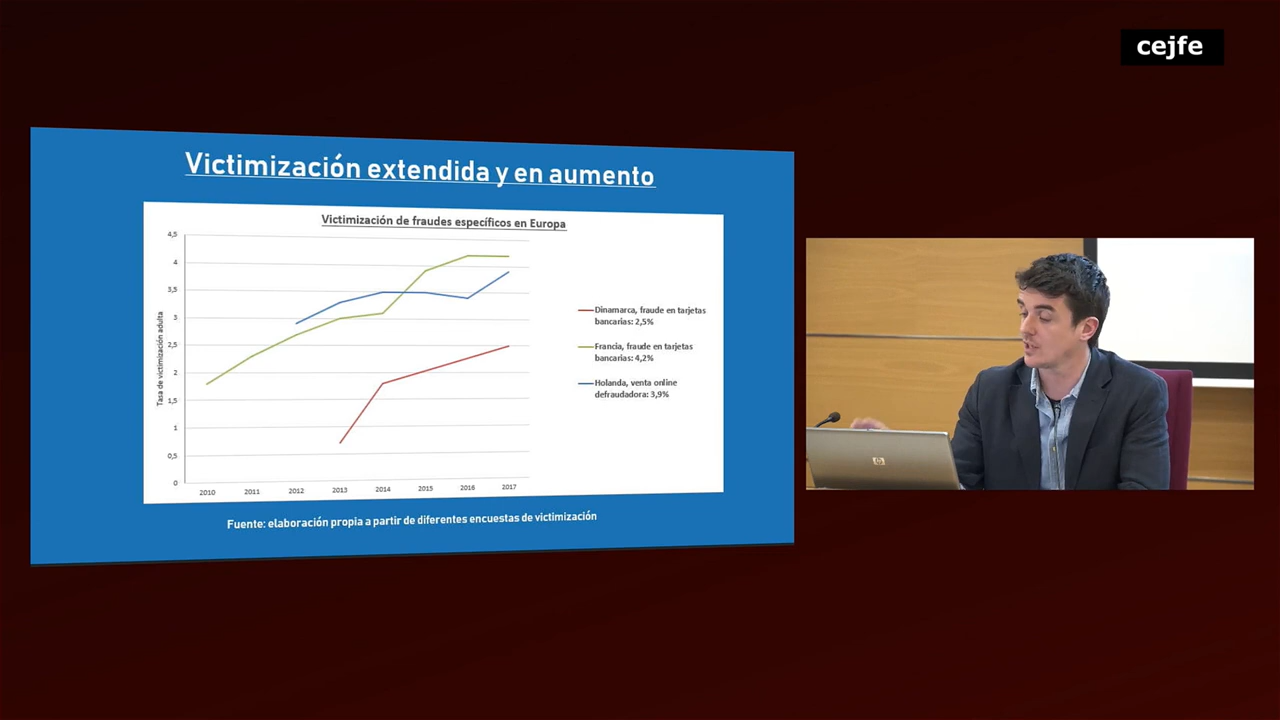 cejfe
Victimización extendida y en aumento
Victimización de fraudes específicos en Europa
Tasa de victimización adulta
4,5
4
3,5
3
2,5
2
1,5
1
0,5
0
2010 2011 2012 2013 2014 2015 2016 2017
Dinamarca, fraude en tarjetas
bancarias: 2,5%
Francia, fraude en tarjetas
bancarias: 4,2%
Holanda, venta online
defraudadora: 3,9%
Fuente: elaboración propia a partir de diferentes encuestas de victimización
hp